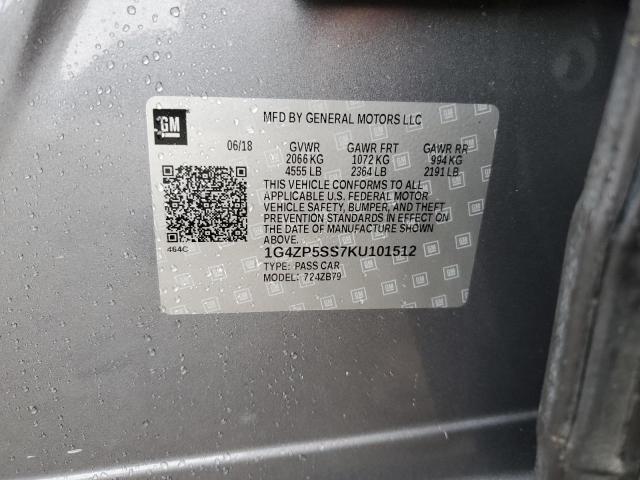 GM
MFD BY GENERAL MOTORS LLC
06/18 GVWR GAWR FRT GAWR RR
2066 KG 1072 KG 994 KG
4555 LB 2364 LB 2191 LB
THIS VEHICLE CONFORMS TO ALL
APPLICABLE U.S. FEDERAL MOTOR
VEHICLE SAFETY, BUMPER, AND THEFT
PREVENTION STANDARDS IN EFFECT ON
THE DATE OF MANUFACTURE SHOWN
ABOVE.
464C
1G4ZP5SS7KU101512
TYPE: PASS CAR
MODEL: 724ZB79